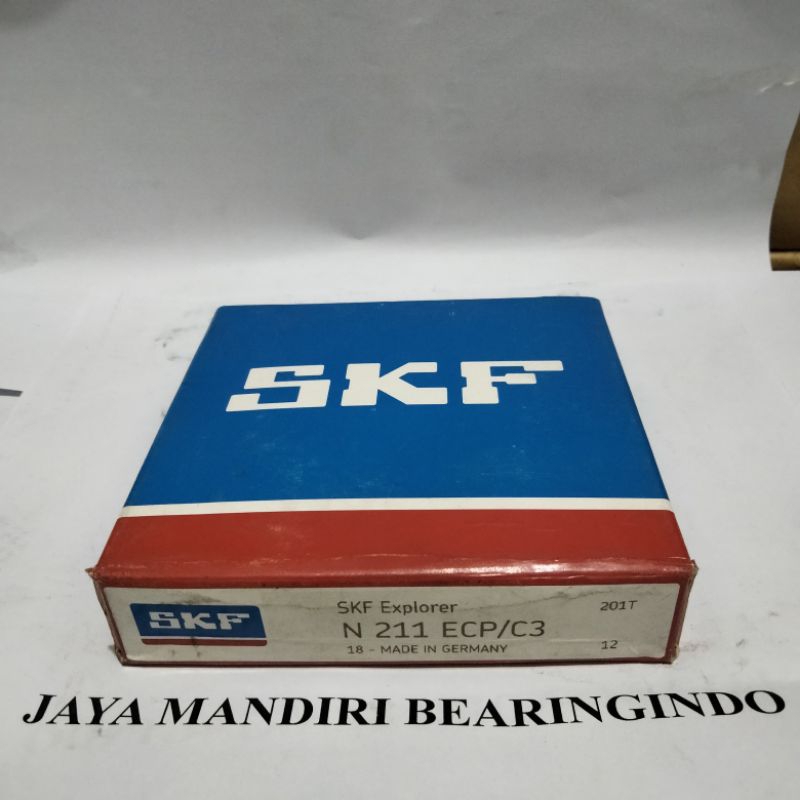 SKF
SKF
SKF Explorer
201T
N 211 ECP/C3
18 - MADE IN GERMANY
12
JAYA MANDIRI BEARINGINDO